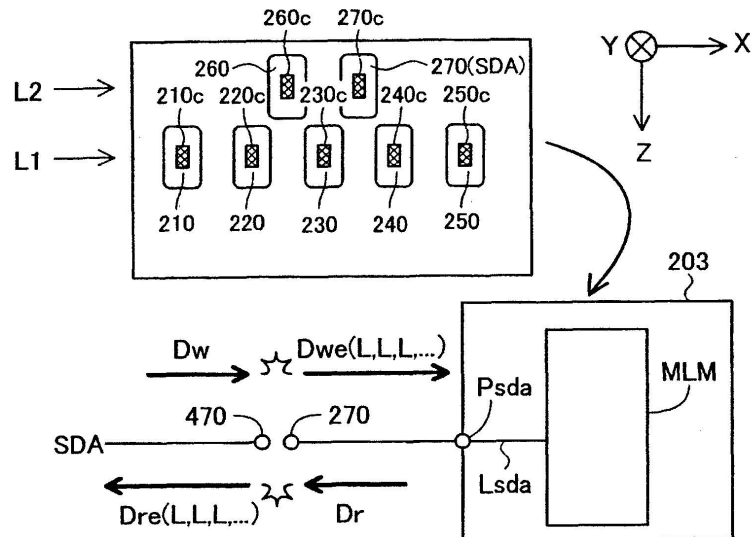 260c 270c
260 270(SDA)
Y X
L2
210c 220c 230c 240c 250c
L1
Z
210 220 230 240 250
203
Dw Dwe(L,L,L,...)
Psda MLM
470 270
SDA
Lsda
Dre(L,L,L,...) Dr